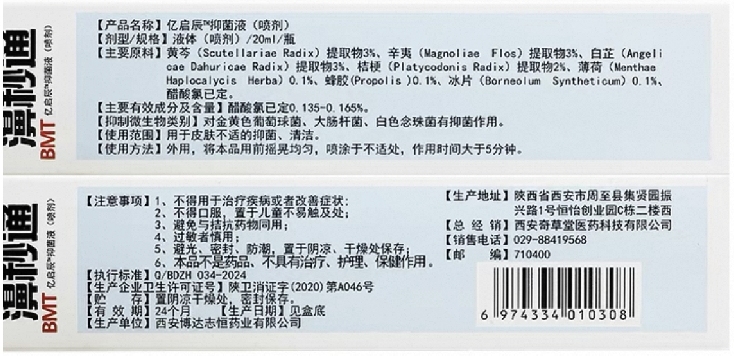 濞秒通
BMT 亿启辰™抑菌液（喷剂）
【产品名称】亿启辰™抑菌液（喷剂）
【剂型/规格】液体（喷剂）/20ml/瓶
【主要原料】黄芩（Scutellariae Radix）提取物3%、辛夷（Magnoliae Flos）提取物3%、白芷（Angeli
cae Dahuricae Radix）提取物3%、桔梗（Platycodonis Radix）提取物2%、薄荷（Menthae
Haplocalycis Herba）0.1%、蜂胶(Propolis)0.1%、冰片（Borneolum Syntheticum）0.1%、
醋酸氯已定。
【主要有效成分及含量】醋酸氯已定0.135-0.165%。
【抑制微生物类别】对金黄色葡萄球菌、大肠杆菌、白色念珠菌有抑菌作用。
【使用范围】用于皮肤不适的抑菌、清洁。
【使用方法】外用，将本品用前摇晃均匀，喷涂于不适处，作用时间大于5分钟。
濞秒通
BMT 亿启辰™抑菌液（喷剂）
【注意事项】1、不得用于治疗疾病或者改善症状；
2、不得口服，置于儿童不易触及处；
3、避免与拮抗药物同用；
4、过敏者慎用；
5、避光、密封、防潮，置于阴凉、干燥处保存；
6、本品不是药品，不具有治疗、护理、保健作用。
【执行标准】Q/BDZH 034-2024
【生产企业卫生许可证号】陕卫消证字(2020)第A046号
【贮 存】置阴凉干燥处，密封保存。
【有 效 期】24个月 【生产日期】见盒底
【生产单位】西安博达志恒药业有限公司
【生产地址】陕西省西安市周至县集贤园振
兴路1号恒怡创业园C栋二楼西
【总 经 销】西安奇草堂医药科技有限公司
【销售电话】029-88419568
【邮 编】710400
6 974334 010308